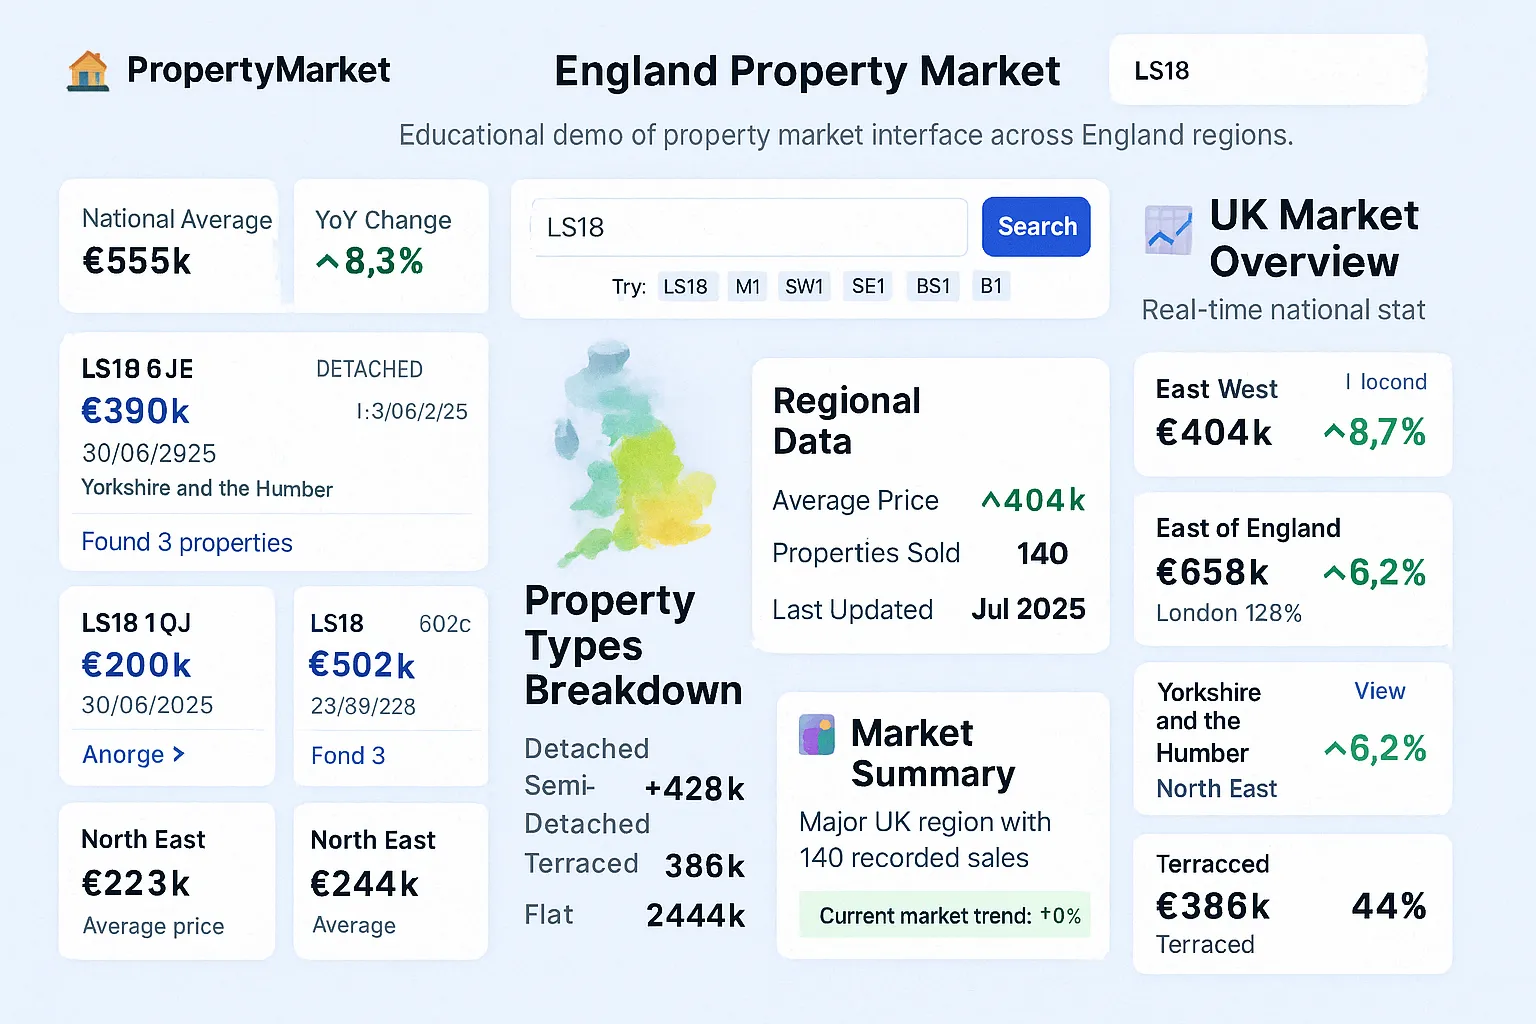 PropertyMarket
England Property Market
LS18
Educational demo of property market interface across England regions.
National Average
€555k
YoY Change
^8,3%
LS18 6JE
DETACHED
€390k
I:3/06/2/25
30/06/2925
Yorkshire and the Humber
Found 3 properties
LS18 1QJ
€200k
30/06/2025
Anorge >
LS18
602c
€502k
23/89/228
Fond 3
North East
€223k
Average price
North East
€244k
Average
LS18
Search
Try:
LS18
M1
SW1
SE1
BS1
B1
Property
Types
Breakdown
Detached
Semi-
+428k
Detached
Terraced
386k
Flat
2444k
Regional
Data
Average Price
^404k
Properties Sold
140
Last Updated
Jul 2025
Market
Summary
Major UK region with
140 recorded sales
Current market trend: +0%
UK Market
Overview
Real-time national stat
East West
I locond
€404k
^8,7%
East of England
€658k
^6,2%
London 128%
Yorkshire
and the
Humber
View
^6,2%
North East
Terracced
€386k
44%
Terraced